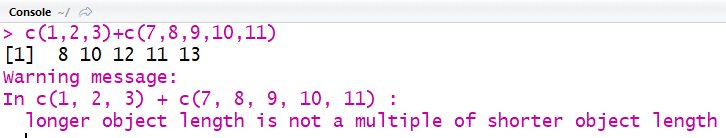 Console ~/
> c(1,2,3)+c(7,8,9,10,11)
[1]  8 10 12 11 13
Warning message:
In c(1, 2, 3) + c(7, 8, 9, 10, 11) :
  longer object length is not a multiple of shorter object length